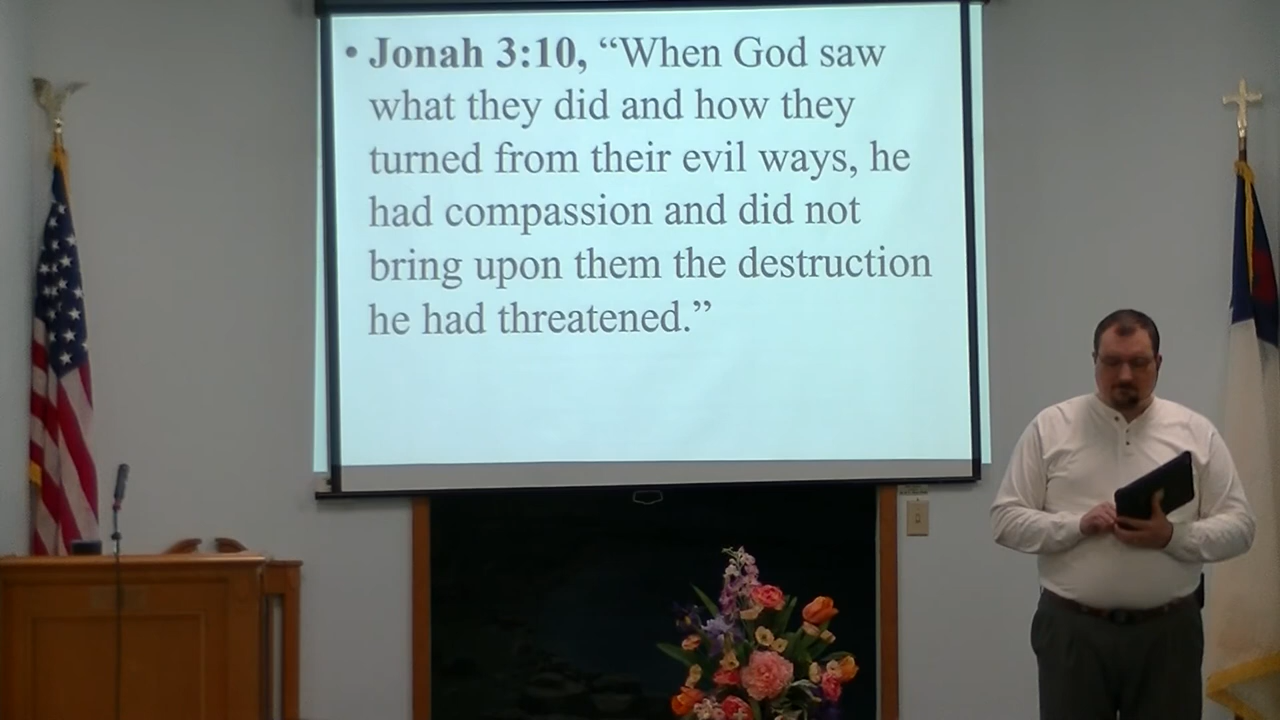 • Jonah 3:10, “When God saw
what they did and how they
turned from their evil ways, he
had compassion and did not
bring upon them the destruction
he had threatened.”